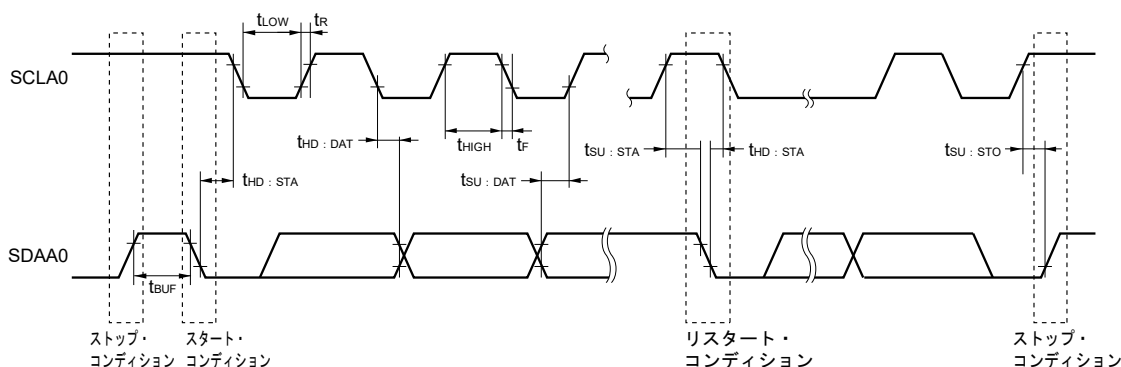 tLOW
tR
SCLA0
tHD : DAT
tHIGH
tF
tSU : STA
tHD : STA
tSU : STO
tHD : STA
tSU : DAT
SDAA0
tBUF
ストップ・
コンディション
スタート・
コンディション
リスタート・
コンディション
ストップ・
コンディション